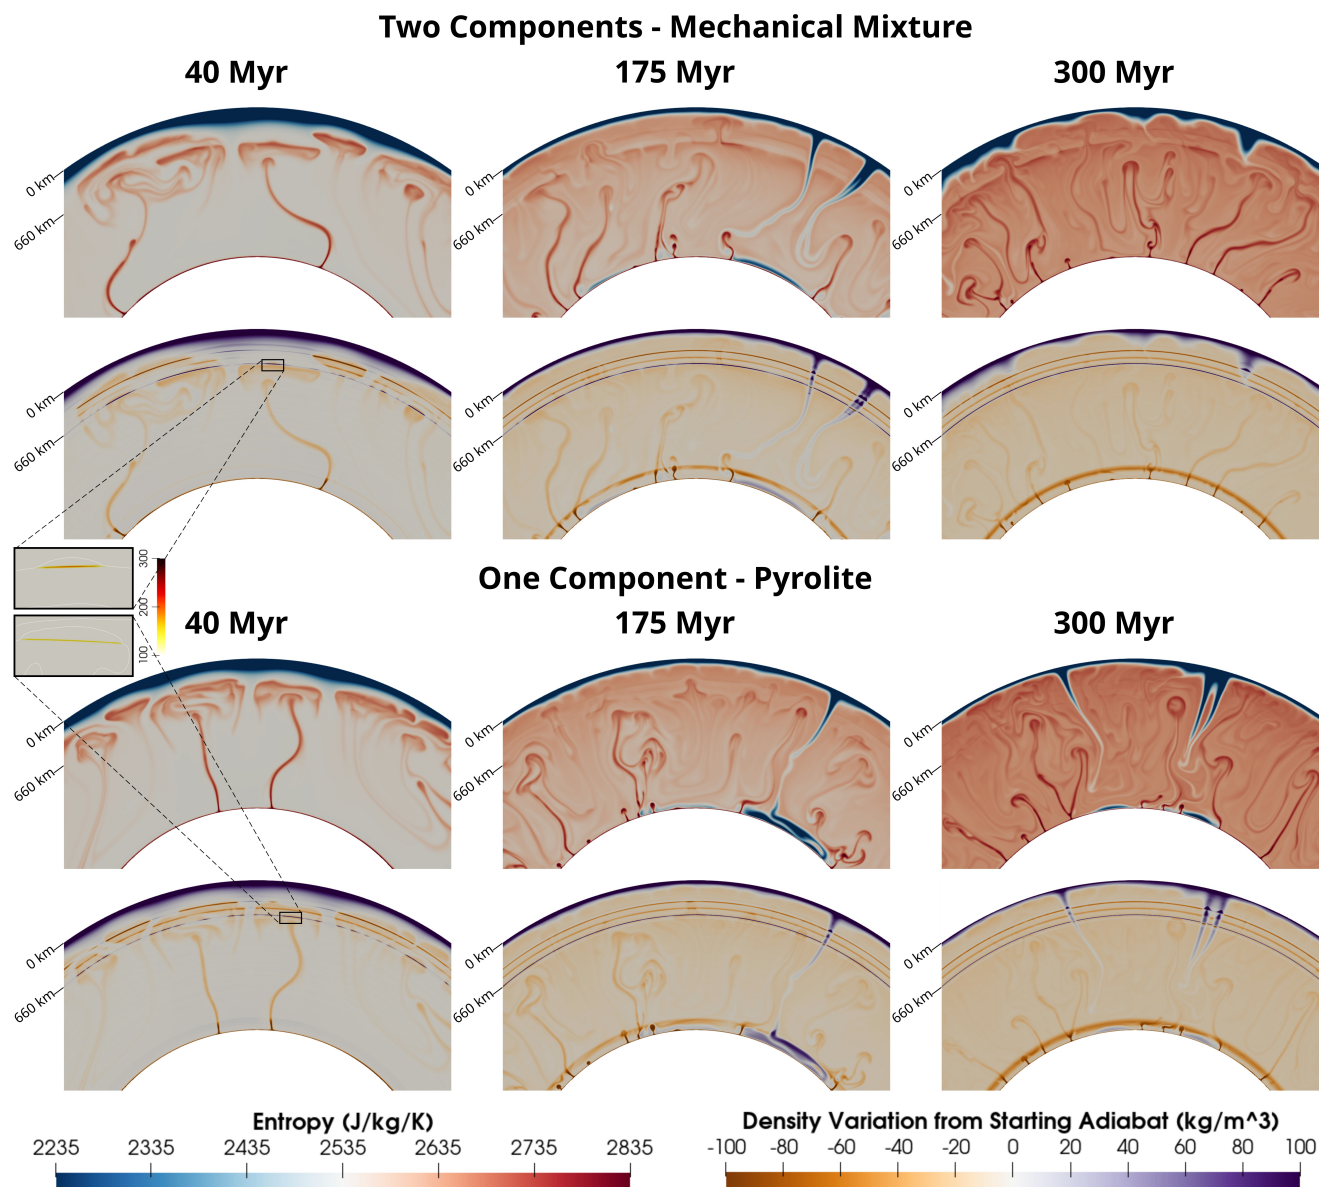 Two Components - Mechanical Mixture
40 Myr
175 Myr
300 Myr
0 km
660 km
0 km
660 km
0 km
660 km
0 km
660 km
0 km
660 km
0 km
660 km
300
200
100
One Component - Pyrolite
40 Myr
175 Myr
300 Myr
0 km
660 km
0 km
660 km
0 km
660 km
0 km
660 km
0 km
660 km
0 km
660 km
Entropy (J/kg/K)
2235 2335 2435 2535 2635 2735 2835
Density Variation from Starting Adiabat (kg/m^3)
-100 -80 -60 -40 -20 0 20 40 60 80 100